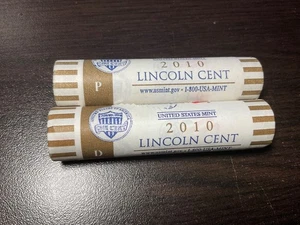 2010
LINCOLN CENT
www.usmint.gov • 1-800-USA-MINT
P
UNITED STATES MINT
2010
LINCOLN CENT
D